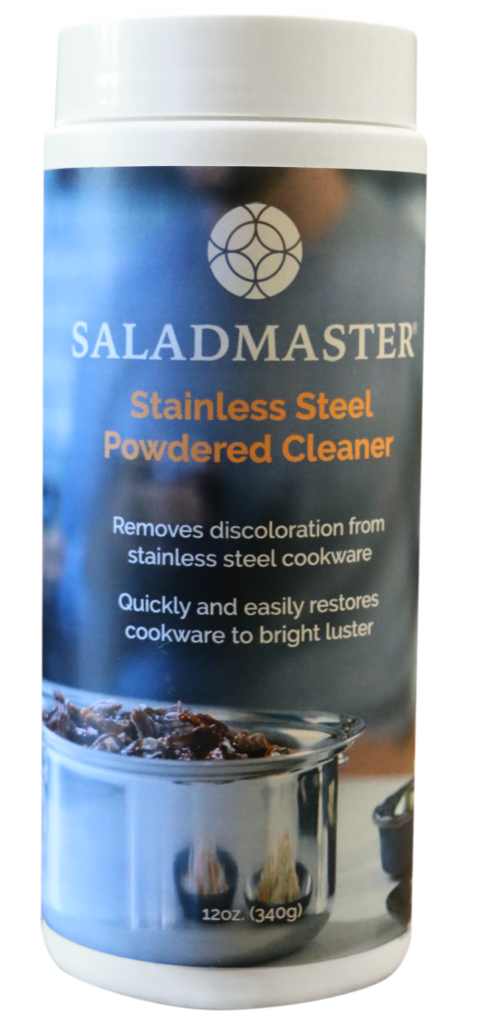 SALADMASTER®
Stainless Steel
Powdered Cleaner
Removes discoloration from
stainless steel cookware
Quickly and easily restores
cookware to bright luster
12oz. (340g)